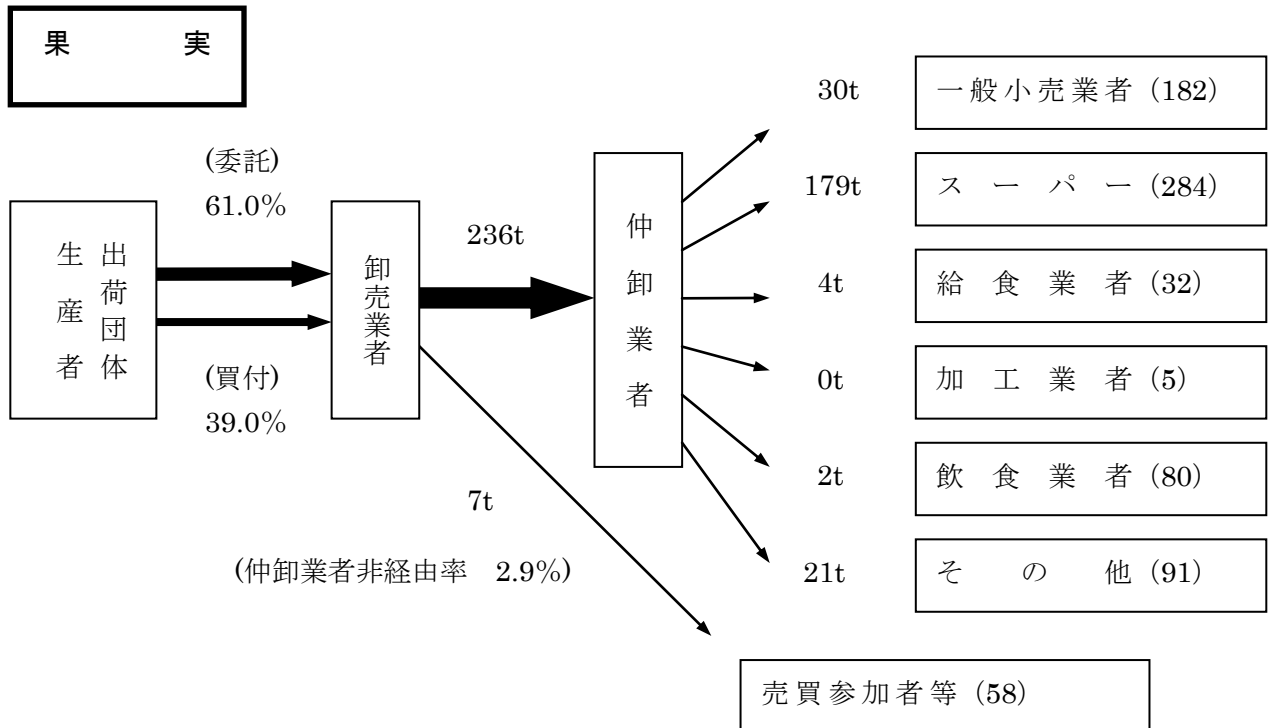 果 実
(委託)
61.0%
生産者
出荷団体
(買付)
39.0%
卸売業者
236t
7t
(仲卸業者非経由率 2.9%)
仲卸業者
30t
一般小売業者 (182)
179t
スーパー (284)
4t
給食業者 (32)
0t
加工業者 (5)
2t
飲食業者 (80)
21t
その他 (91)
売買参加者等 (58)